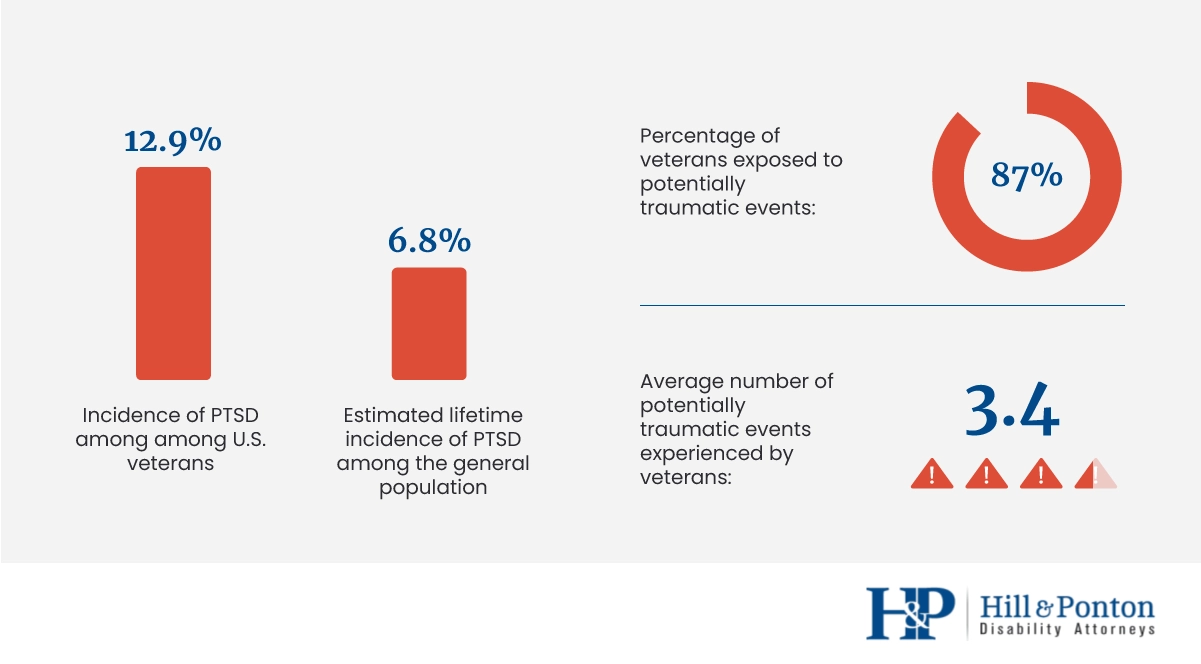 12.9%
Incidence of PTSD
among among U.S.
veterans
6.8%
Estimated lifetime
incidence of PTSD
among the general
population
Percentage of
veterans exposed to
potentially
traumatic events:
87%
Average number of
potentially
traumatic events
experienced by
veterans:
3.4
! ! ! !
H&P
Hill & Ponton
Disability Attorneys